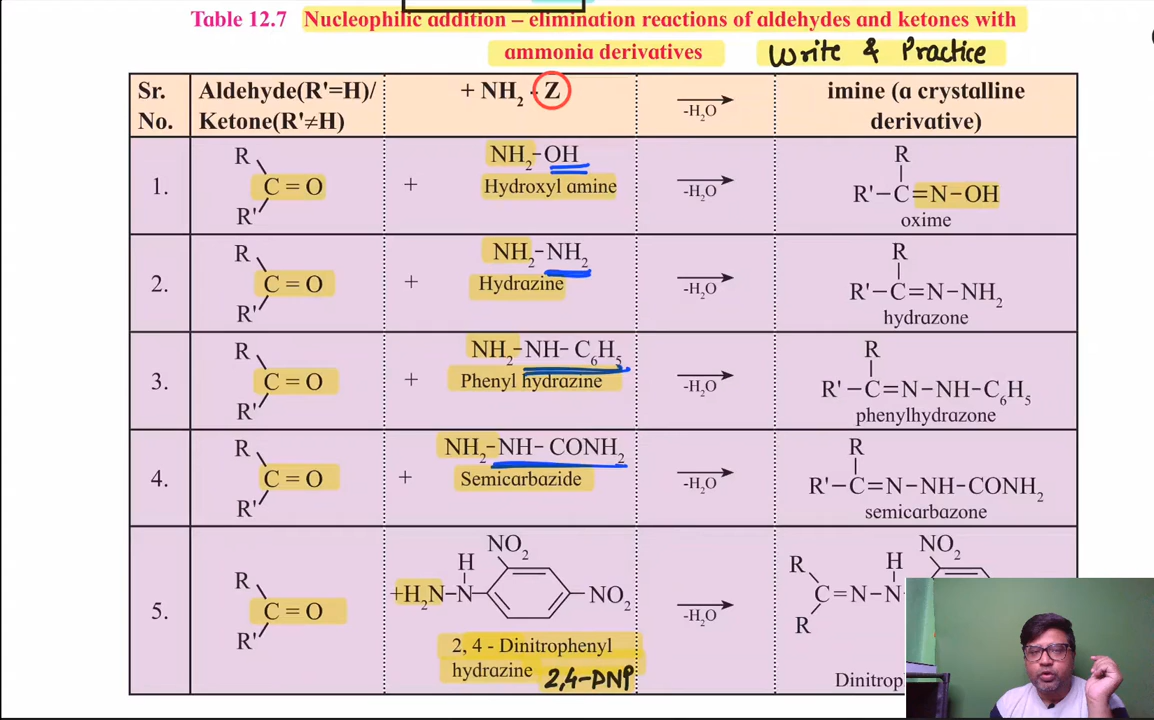 Table 12.7 Nucleophilic addition – elimination reactions of aldehydes and ketones with
ammonia derivatives Write & Practice
Sr. No.
Aldehyde(R'=H)/
Ketone(R'≠H)
+ NH₂ - Z
-H₂O
imine (a crystalline
derivative)
1.
R
C = O
R'
+
NH₂-OH
Hydroxyl amine
-H₂O
R
R'-C=N-OH
oxime
2.
R
C = O
R'
+
NH₂-NH₂
Hydrazine
-H₂O
R
R'-C=N-NH₂
hydrazone
3.
R
C = O
R'
+
NH₂-NH- C₆H₅
Phenyl hydrazine
-H₂O
R
R'-C=N-NH-C₆H₅
phenylhydrazone
4.
R
C = O
R'
+
NH₂-NH- CONH₂
Semicarbazide
-H₂O
R
R'-C=N-NH-CONH₂
semicarbazone
5.
R
C = O
R'
NO₂
H
+H₂N-N
NO₂
2, 4 - Dinitrophenyl
hydrazine 2,4-DNP
-H₂O
NO₂
H
R
C=N-N
R